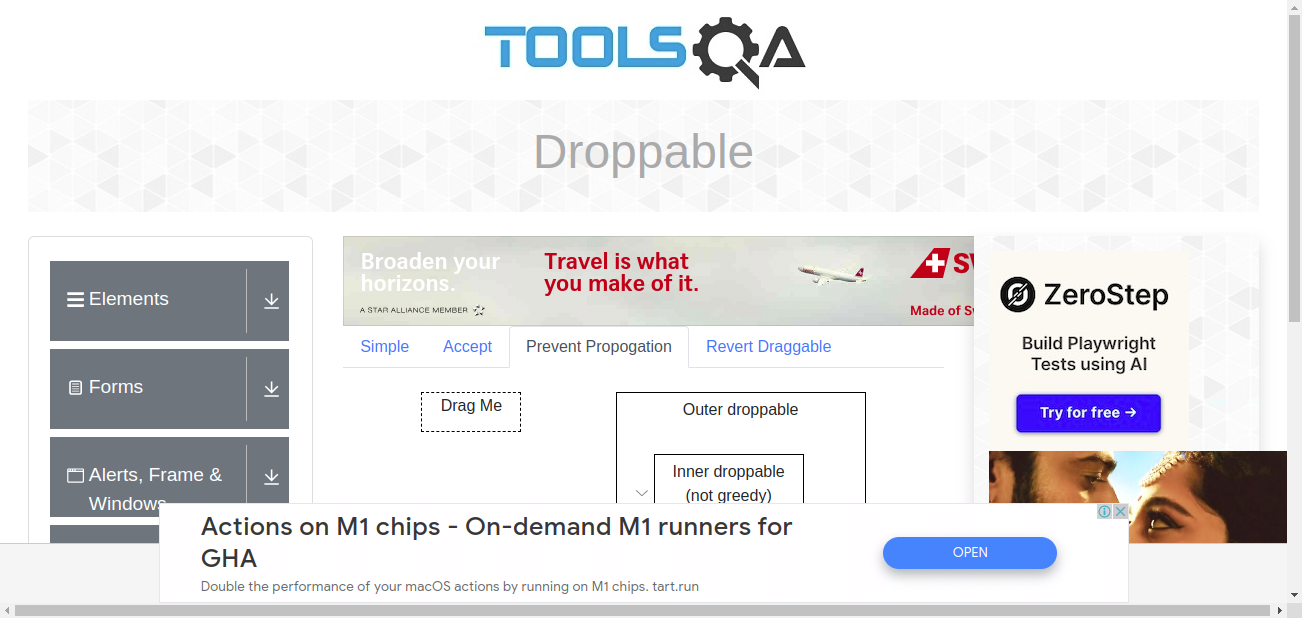 TOOLSQA
Droppable
Elements
Forms
Alerts, Frame &
Windows
Broaden your
horizons.
A STAR ALLIANCE MEMBER
Travel is what
you make of it.
Made of
Simple
Accept
Prevent Propogation
Revert Draggable
Drag Me
Outer droppable
Inner droppable
(not greedy)
ZeroStep
Build Playwright
Tests using AI
Try for free →
Actions on M1 chips - On-demand M1 runners for
GHA
Double the performance of your macOS actions by running on M1 chips. tart.run
OPEN